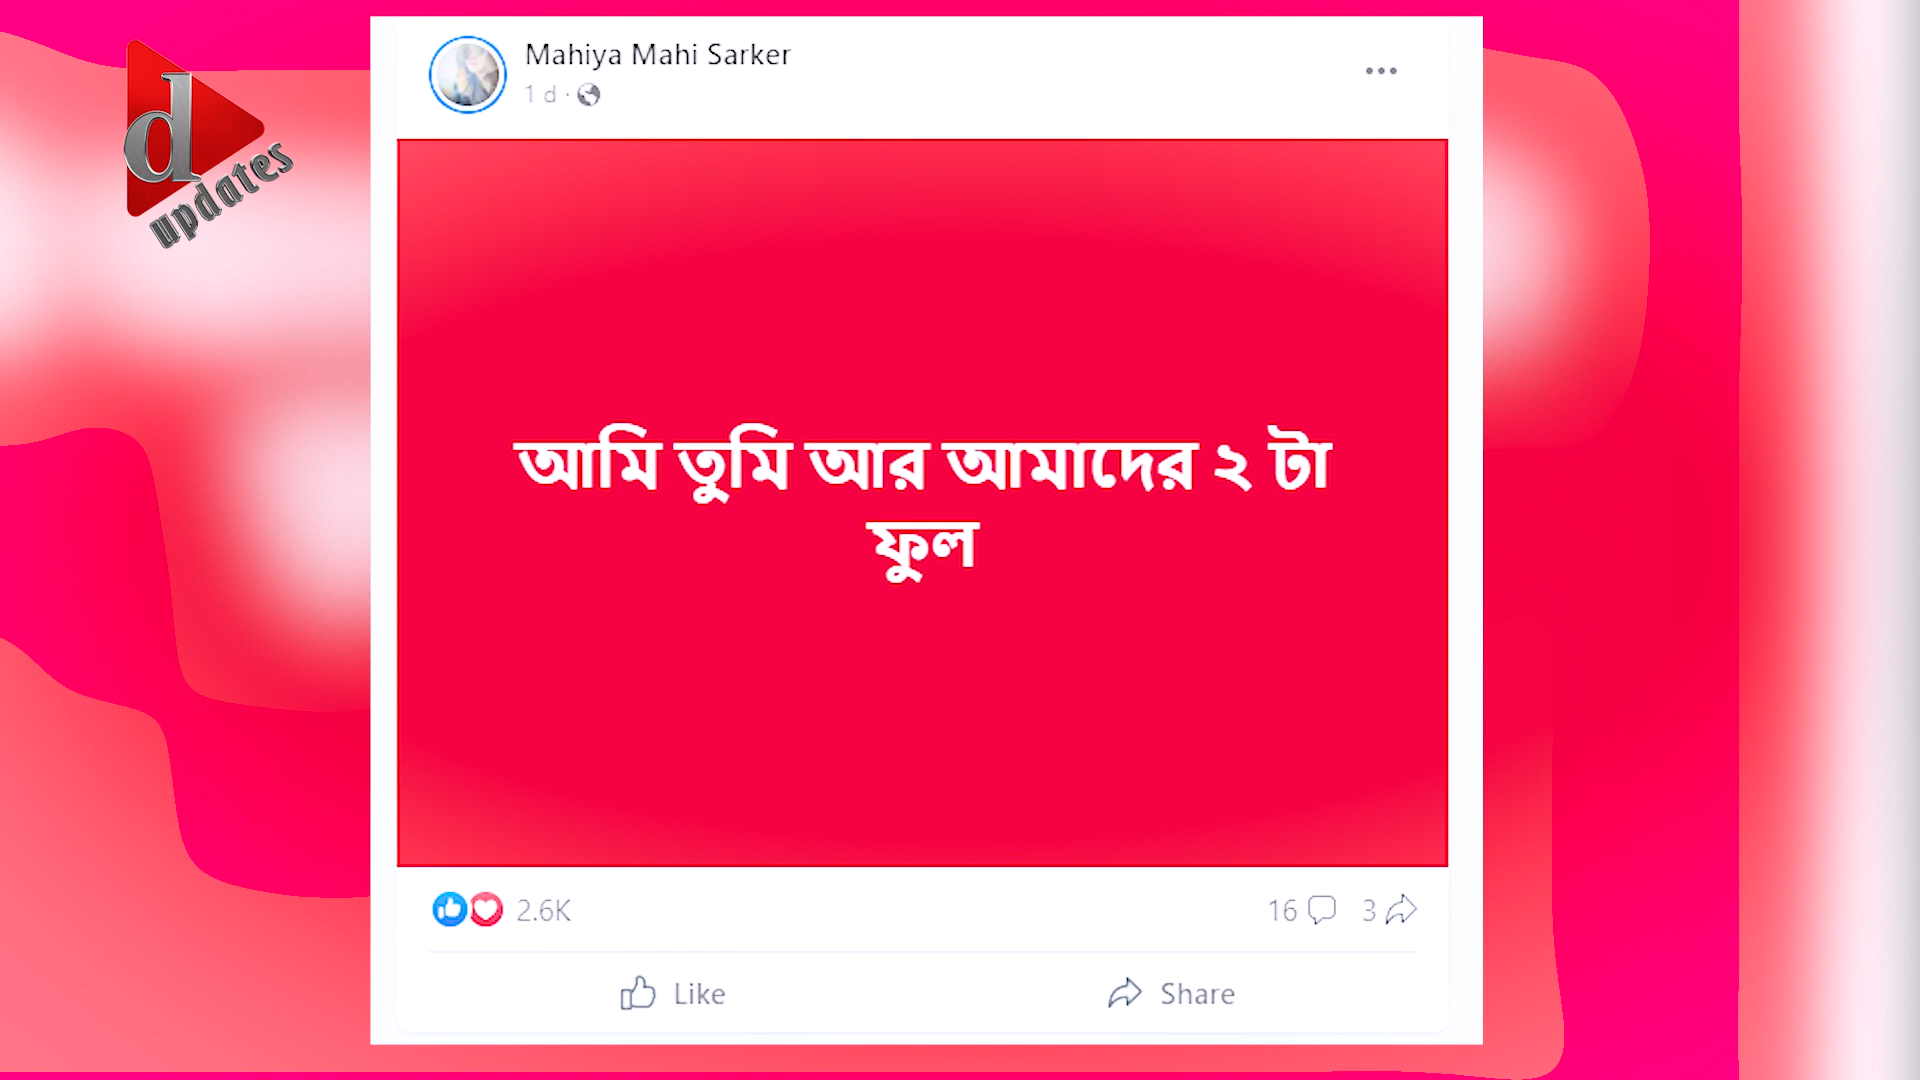 d
updates
Mahiya Mahi Sarker
1 d ·
আমি তুমি আর আমাদের ২ টা
ফুল
2.6K
16 3
Like Share